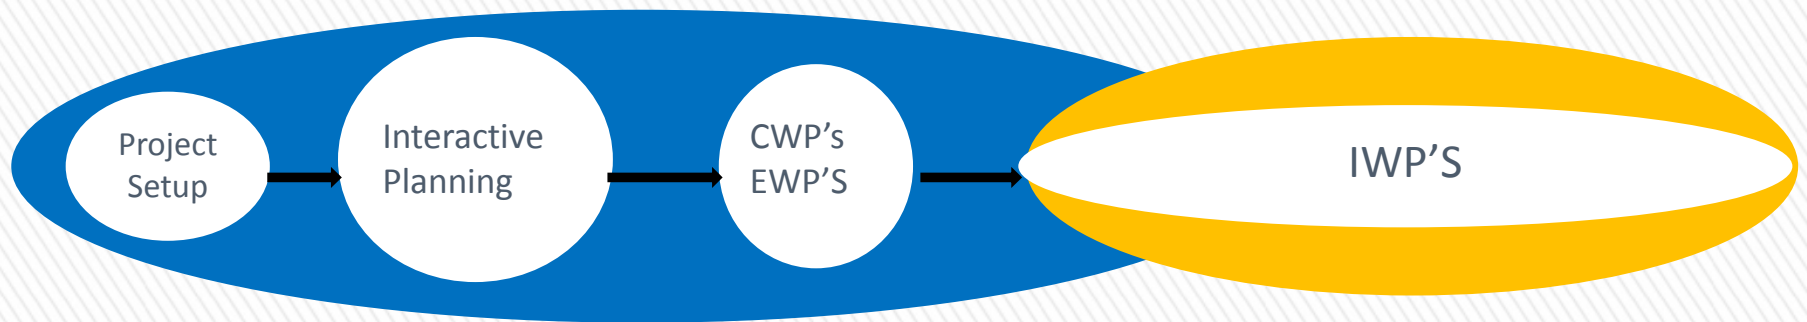 Project
Setup
Interactive
Planning
CWP’s
EWP’S
IWP’S